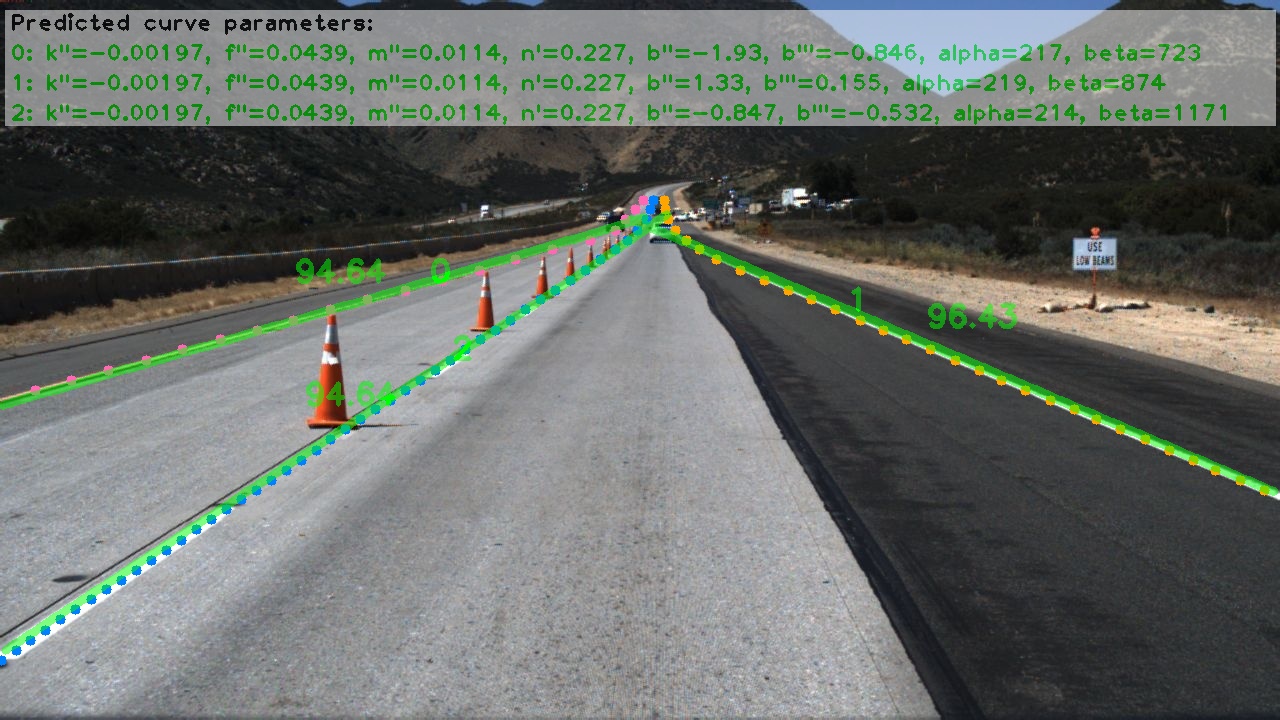 Predicted curve parameters:
0: k''=-0.00197, f''=0.0439, m''=0.0114, n'=0.227, b''=-1.93, b'''=-0.846, alpha=217, beta=723
1: k''=-0.00197, f''=0.0439, m''=0.0114, n'=0.227, b''=1.33, b'''=0.155, alpha=219, beta=874
2: k''=-0.00197, f''=0.0439, m''=0.0114, n'=0.227, b''=-0.847, b'''=-0.532, alpha=214, beta=1171
USE
LOW BEAMS
94.64 0
1 96.43
2
94.64